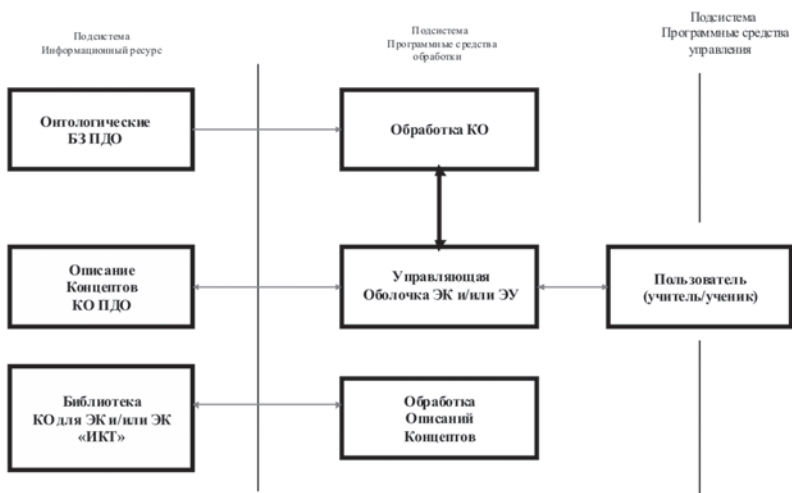 Подсистема
Информационный ресурс
Подсистема
Программные средства
обработки
Подсистема
Программные средства
управления
Онтологические
БЗ ПДО
Обработка КО
Описание
Концептов
КО ПДО
Управляющая
Оболочка ЭК и/или ЭУ
Пользователь
(учитель/ученик)
Библиотека
КО для ЭК и/или ЭК
«ИКТ»
Обработка
Описаний
Концептов